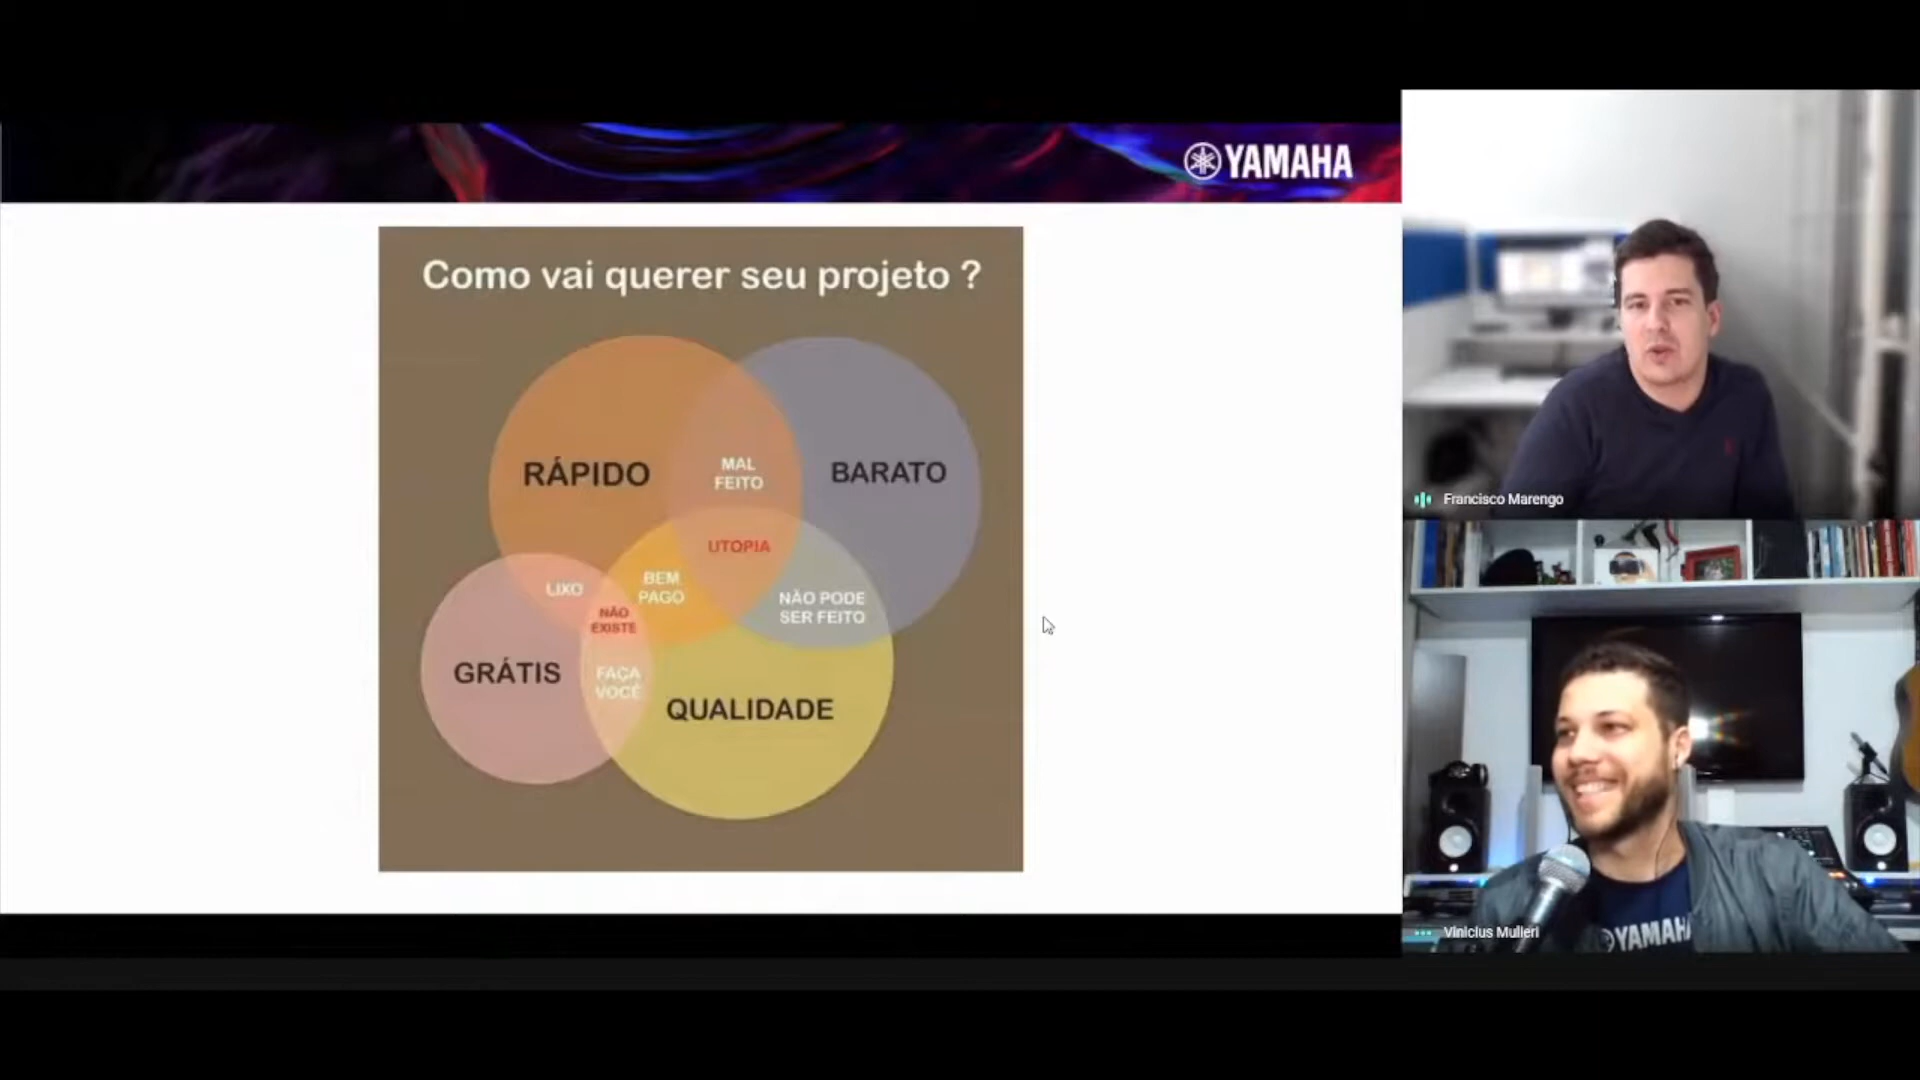 YAMAHA
Como vai querer seu projeto ?
RÁPIDO
MAL
FEITO
BARATO
UTOPIA
LIXO
BEM
PAGO
NÃO PODE
SER FEITO
NÃO
EXISTE
GRÁTIS
FAÇA
VOCÊ
QUALIDADE
Francisco Marengo
YAMAHA
Vinicius Mulieri